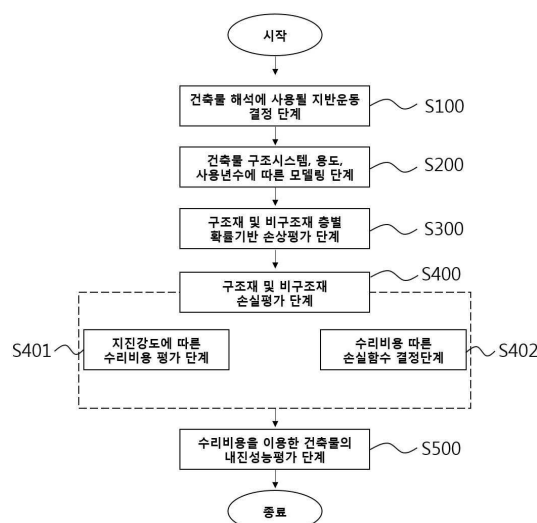 시작
건축물 해석에 사용될 지반운동
결정 단계
S100
건축물 구조시스템, 용도,
사용년수에 따른 모델링 단계
S200
구조재 및 비구조재 층별
확률기반 손상평가 단계
S300
구조재 및 비구조재
손실평가 단계
S400
S401
지진강도에 따른
수리비용 평가 단계
수리비용 따른
손실함수 결정단계
S402
수리비용을 이용한 건축물의
내진성능평가 단계
S500
종료